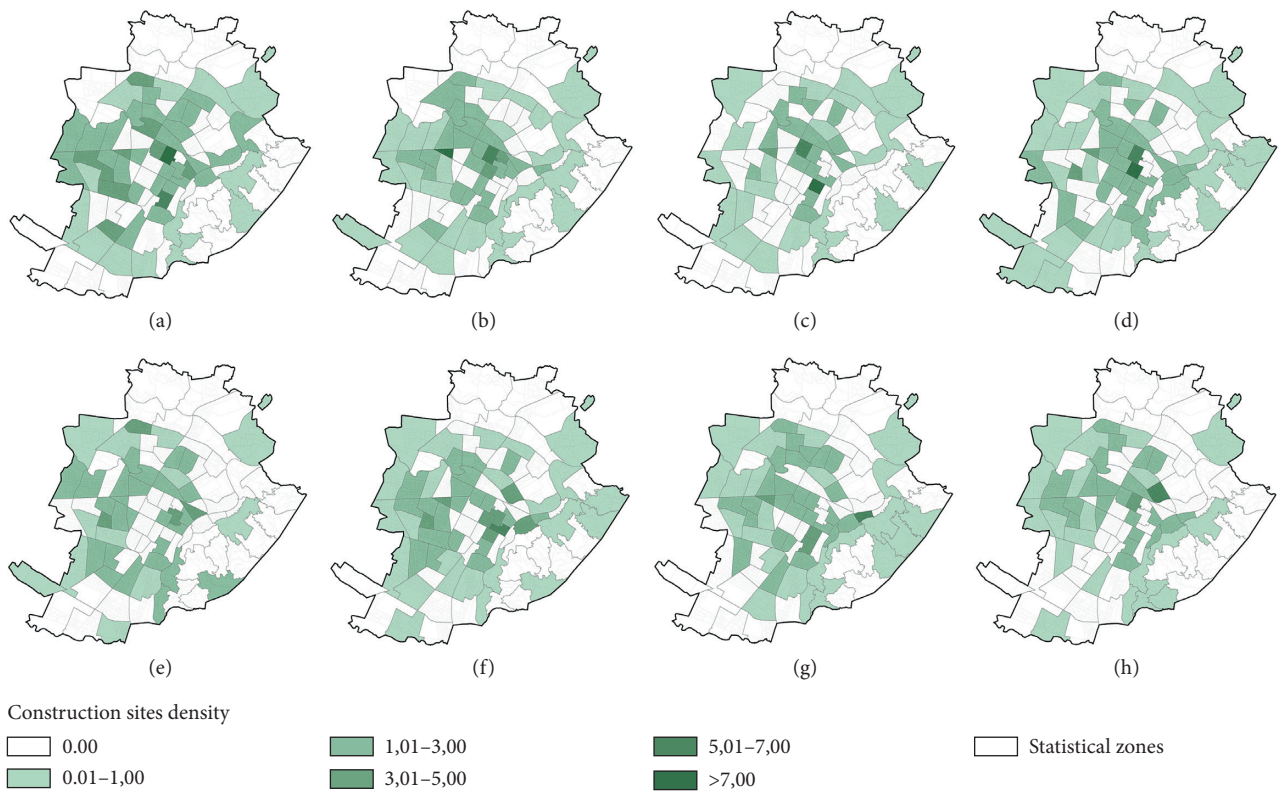 (a) (b) (c) (d)
(e) (f) (g) (h)
Construction sites density
0.00 1,01–3,00 5,01–7,00 Statistical zones
0.01–1,00 3,01–5,00 >7,00